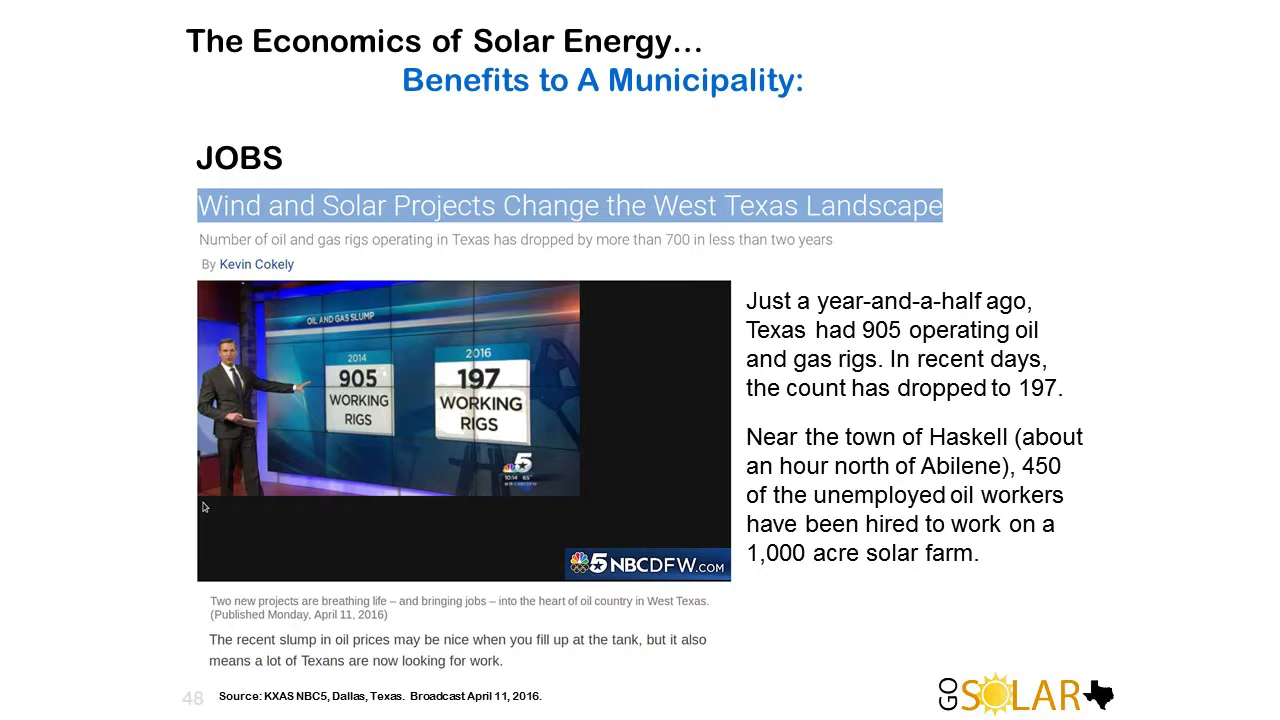 The Economics of Solar Energy…
Benefits to A Municipality:
JOBS
Wind and Solar Projects Change the West Texas Landscape
Number of oil and gas rigs operating in Texas has dropped by more than 700 in less than two years
By Kevin Cokely
OIL AND GAS SLUMP
2014
905
WORKING
RIGS
2016
197
WORKING
RIGS
5
10:14 65°
5 NBCDFW.COM
Just a year-and-a-half ago,
Texas had 905 operating oil
and gas rigs. In recent days,
the count has dropped to 197.
Near the town of Haskell (about
an hour north of Abilene), 450
of the unemployed oil workers
have been hired to work on a
1,000 acre solar farm.
Two new projects are breathing life – and bringing jobs – into the heart of oil country in West Texas.
(Published Monday, April 11, 2016)
The recent slump in oil prices may be nice when you fill up at the tank, but it also
means a lot of Texans are now looking for work.
48
Source: KXAS NBC5, Dallas, Texas. Broadcast April 11, 2016.
GO SOLAR